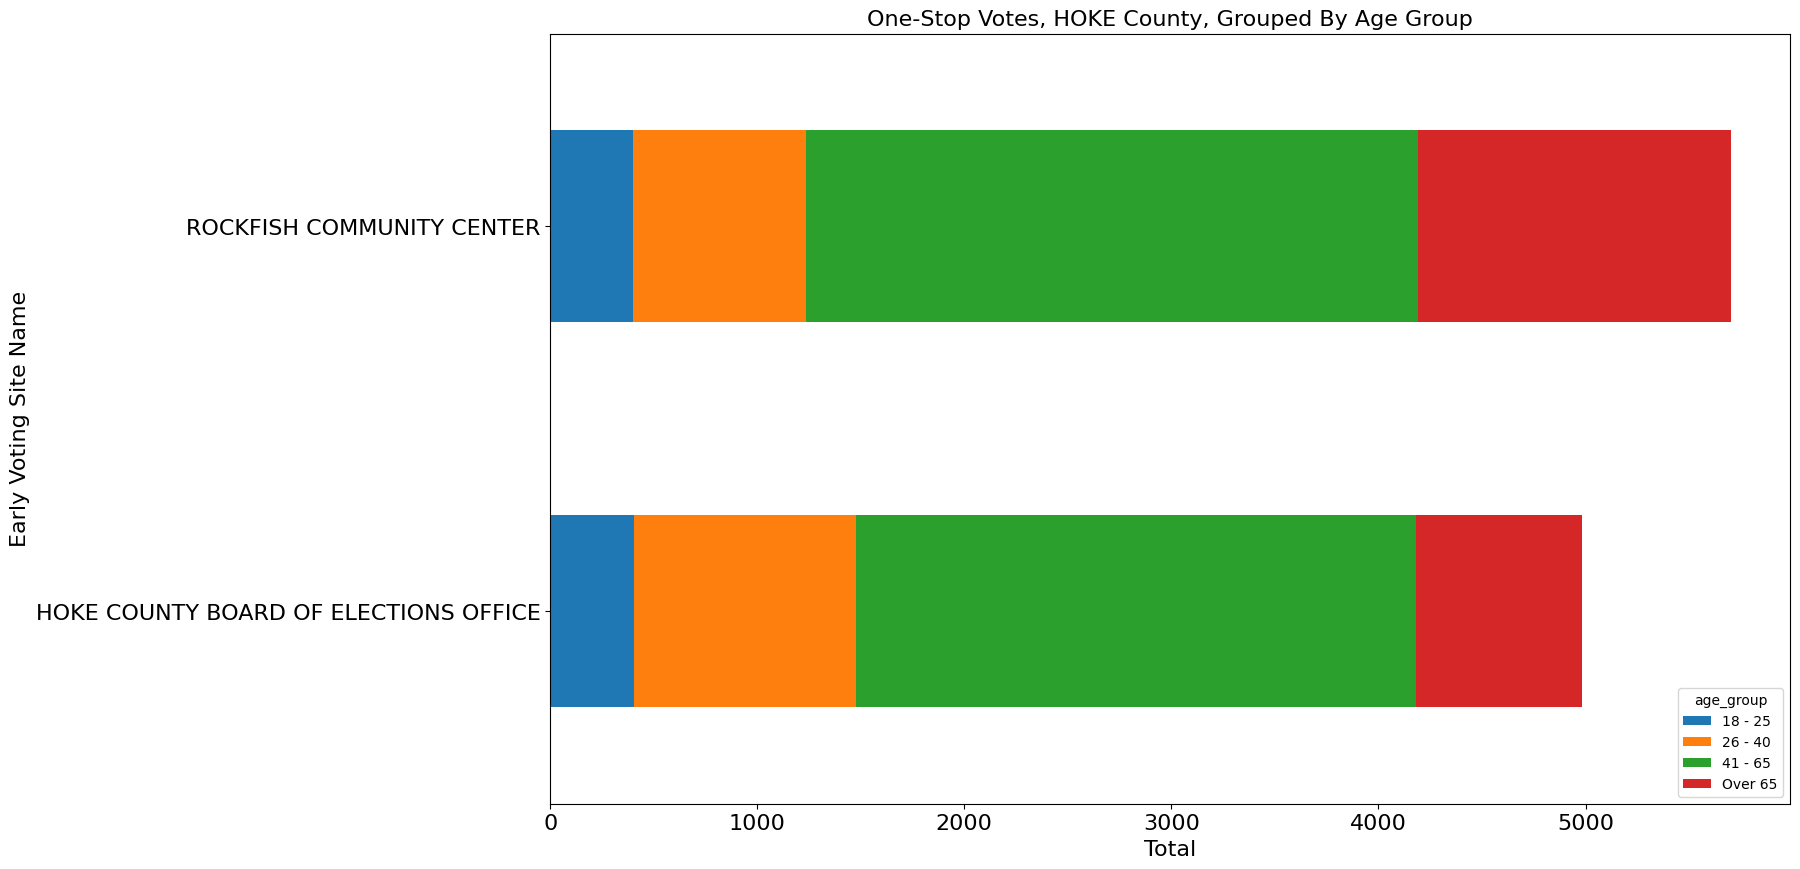 One-Stop Votes, HOKE County, Grouped By Age Group
Early Voting Site Name
ROCKFISH COMMUNITY CENTER
HOKE COUNTY BOARD OF ELECTIONS OFFICE
age_group
18 - 25
26 - 40
41 - 65
Over 65
0 1000 2000 3000 4000 5000
Total